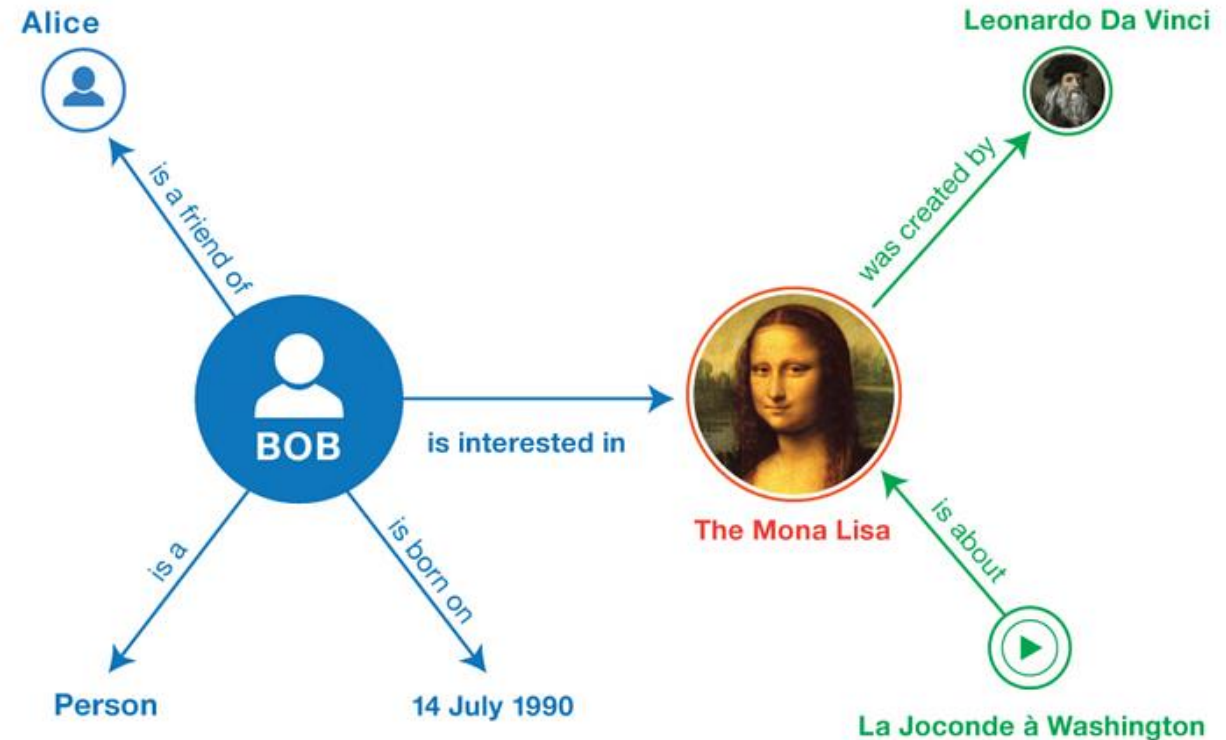 Alice
Leonardo Da Vinci
is a friend of
was created by
BOB
is interested in
The Mona Lisa
is a
is born on
is about
Person
14 July 1990
La Joconde à Washington